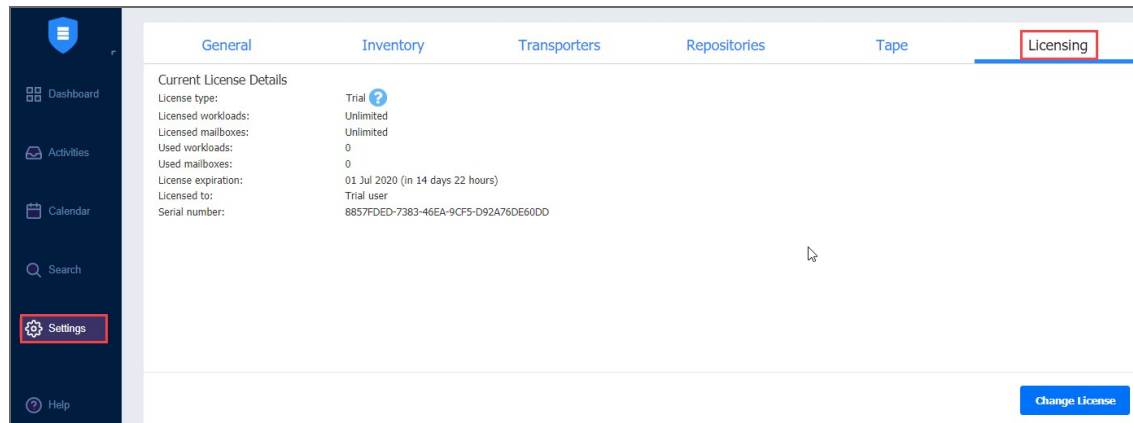 General Inventory Transporters Repositories Tape Licensing
Dashboard
Activities
Calendar
Search
Settings
Help
Current License Details
License type: Trial ?
Licensed workloads: Unlimited
Licensed mailboxes: Unlimited
Used workloads: 0
Used mailboxes: 0
License expiration: 01 Jul 2020 (in 14 days 22 hours)
Licensed to: Trial user
Serial number: 8857FDED-7383-46EA-9CF5-D92A76DE60DD
Change License